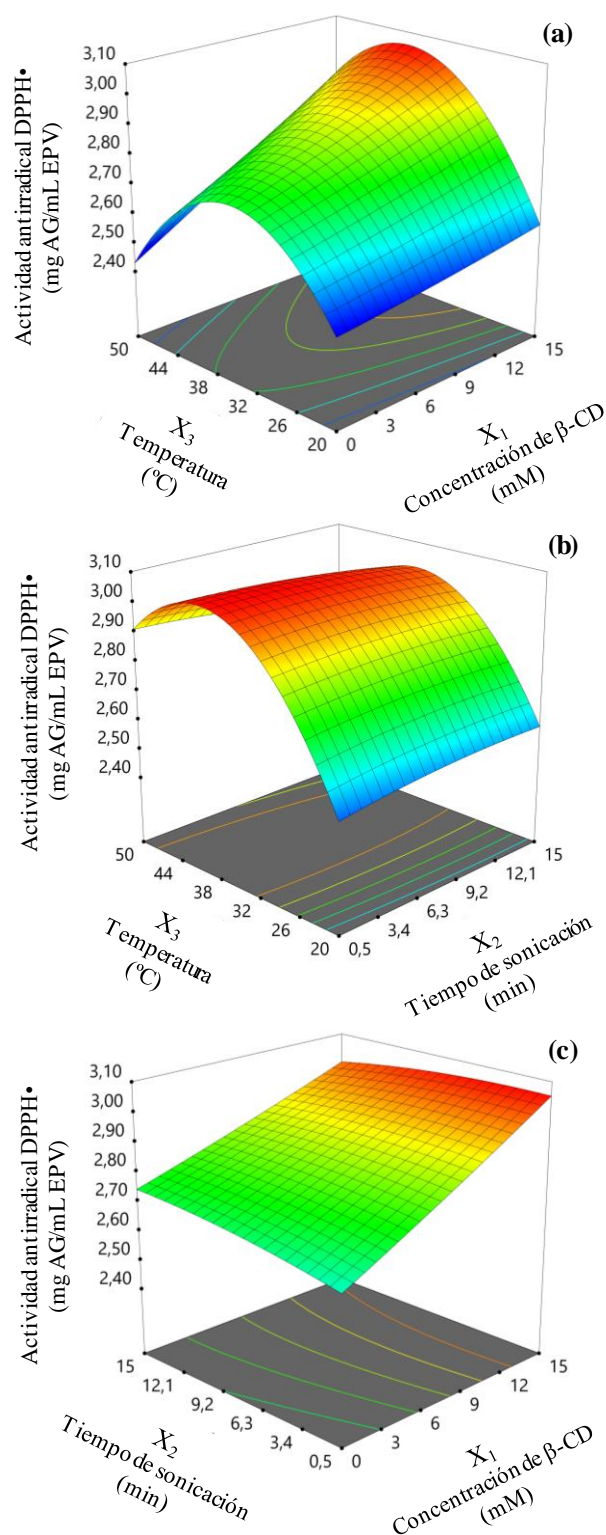 (a)
Actividad antirradical DPPH•
(mg AG/mL EPV)
3,10
3,00
2,90
2,80
2,70
2,60
2,50
2,40
50
44
38
32
26
20
0
3
6
9
12
15
X3
Temperatura
(ºC)
X1
Concentración de β-CD
(mM)
(b)
Actividad antirradical DPPH•
(mg AG/mL EPV)
3,10
3,00
2,90
2,80
2,70
2,60
2,50
2,40
50
44
38
32
26
20
0,5
3,4
6,3
9,2
12,1
15
X3
Temperatura
(ºC)
X2
Tiempo de sonicación
(min)
(c)
Actividad antirradical DPPH•
(mg AG/mL EPV)
3,10
3,00
2,90
2,80
2,70
2,60
2,50
2,40
15
12,1
9,2
6,3
3,4
0,5
0
3
6
9
12
15
X2
Tiempo de sonicación
(min)
X1
Concentración de β-CD
(mM)